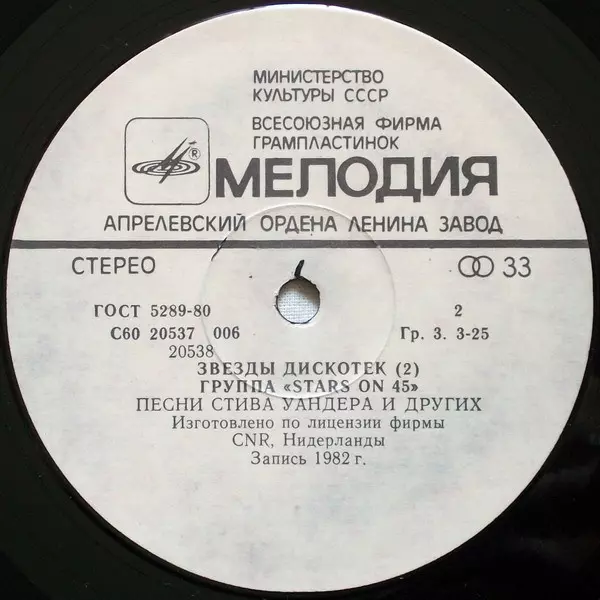 МИНИСТЕРСТВО
КУЛЬТУРЫ СССР
ВСЕСОЮЗНАЯ ФИРМА
ГРАМПЛАСТИНОК
R
МЕЛОДИЯ
АПРЕЛЕВСКИЙ ОРДЕНА ЛЕНИНА ЗАВОД
СТЕРЕО 33
ГОСТ 5289-80 2
С60 20537 006 Гр. 3. 3-25
20538
ЗВЕЗДЫ ДИСКОТЕК (2)
ГРУППА «STARS ON 45»
ПЕСНИ СТИВА УАНДЕРА И ДРУГИХ
Изготовлено по лицензии фирмы
CNR, Нидерланды
Запись 1982 г.